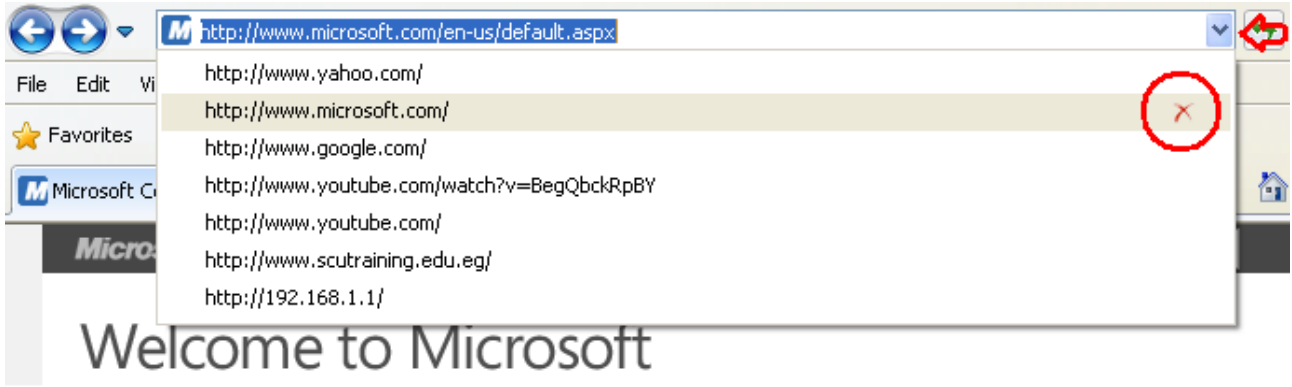 http://www.microsoft.com/en-us/default.aspx
http://www.yahoo.com/
File Edit Vi
http://www.microsoft.com/
Favorites
http://www.google.com/
http://www.youtube.com/watch?v=BegQbckRpBY
Microsoft C
http://www.youtube.com/
Micro
http://www.scutraining.edu.eg/
http://192.168.1.1/
Welcome to Microsoft